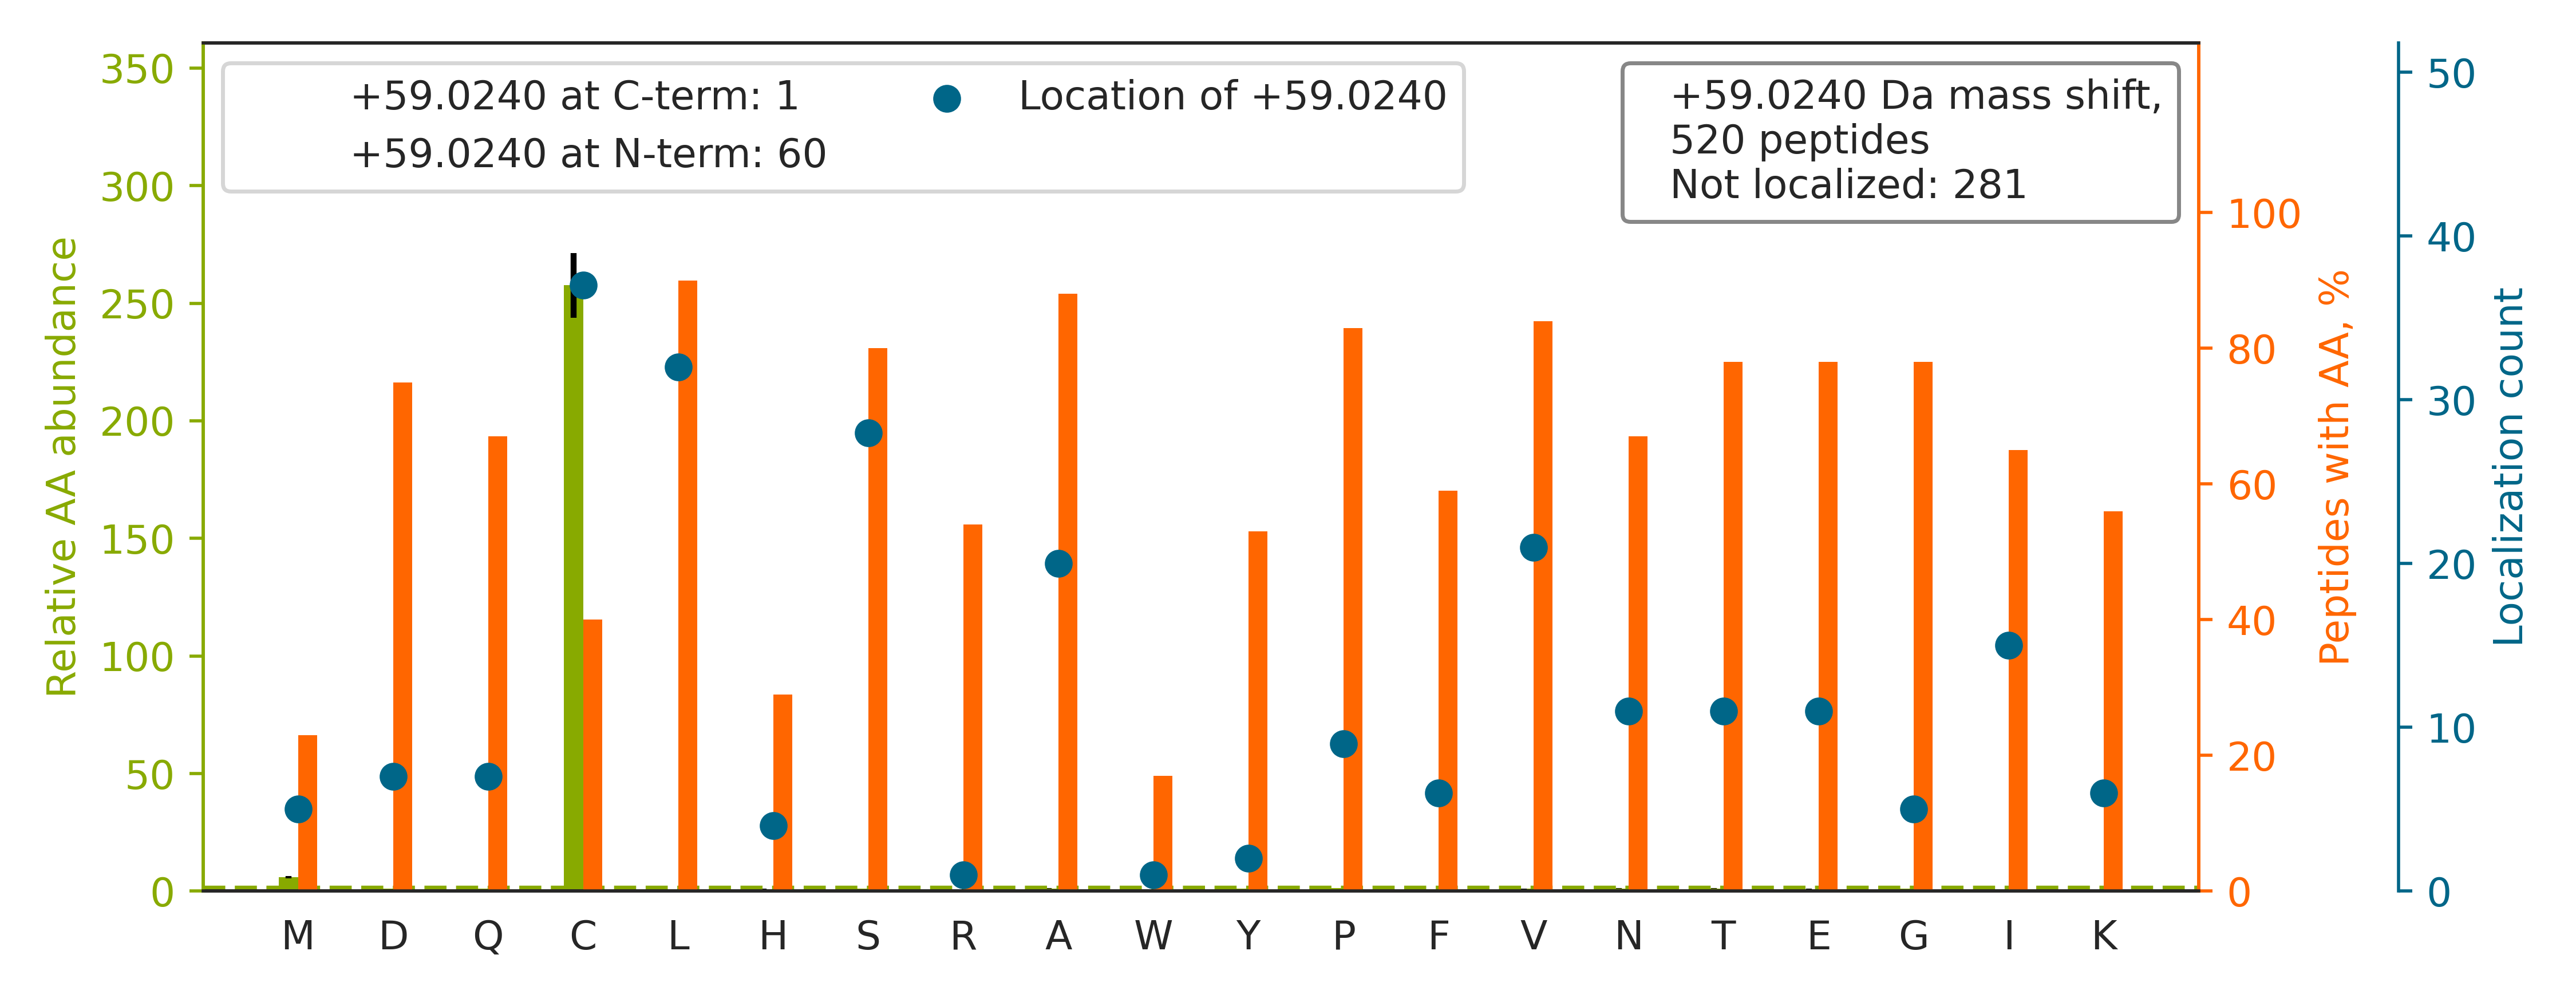 +59.0240 at C-term: 1
+59.0240 at N-term: 60
Location of +59.0240
+59.0240 Da mass shift,
520 peptides
Not localized: 281
Relative AA abundance
350
300
250
200
150
100
50
0
M D Q C L H S R A W Y P F V N T E G I K
100
80
60
40
20
0
Peptides with AA, %
50
40
30
20
10
0
Localization count